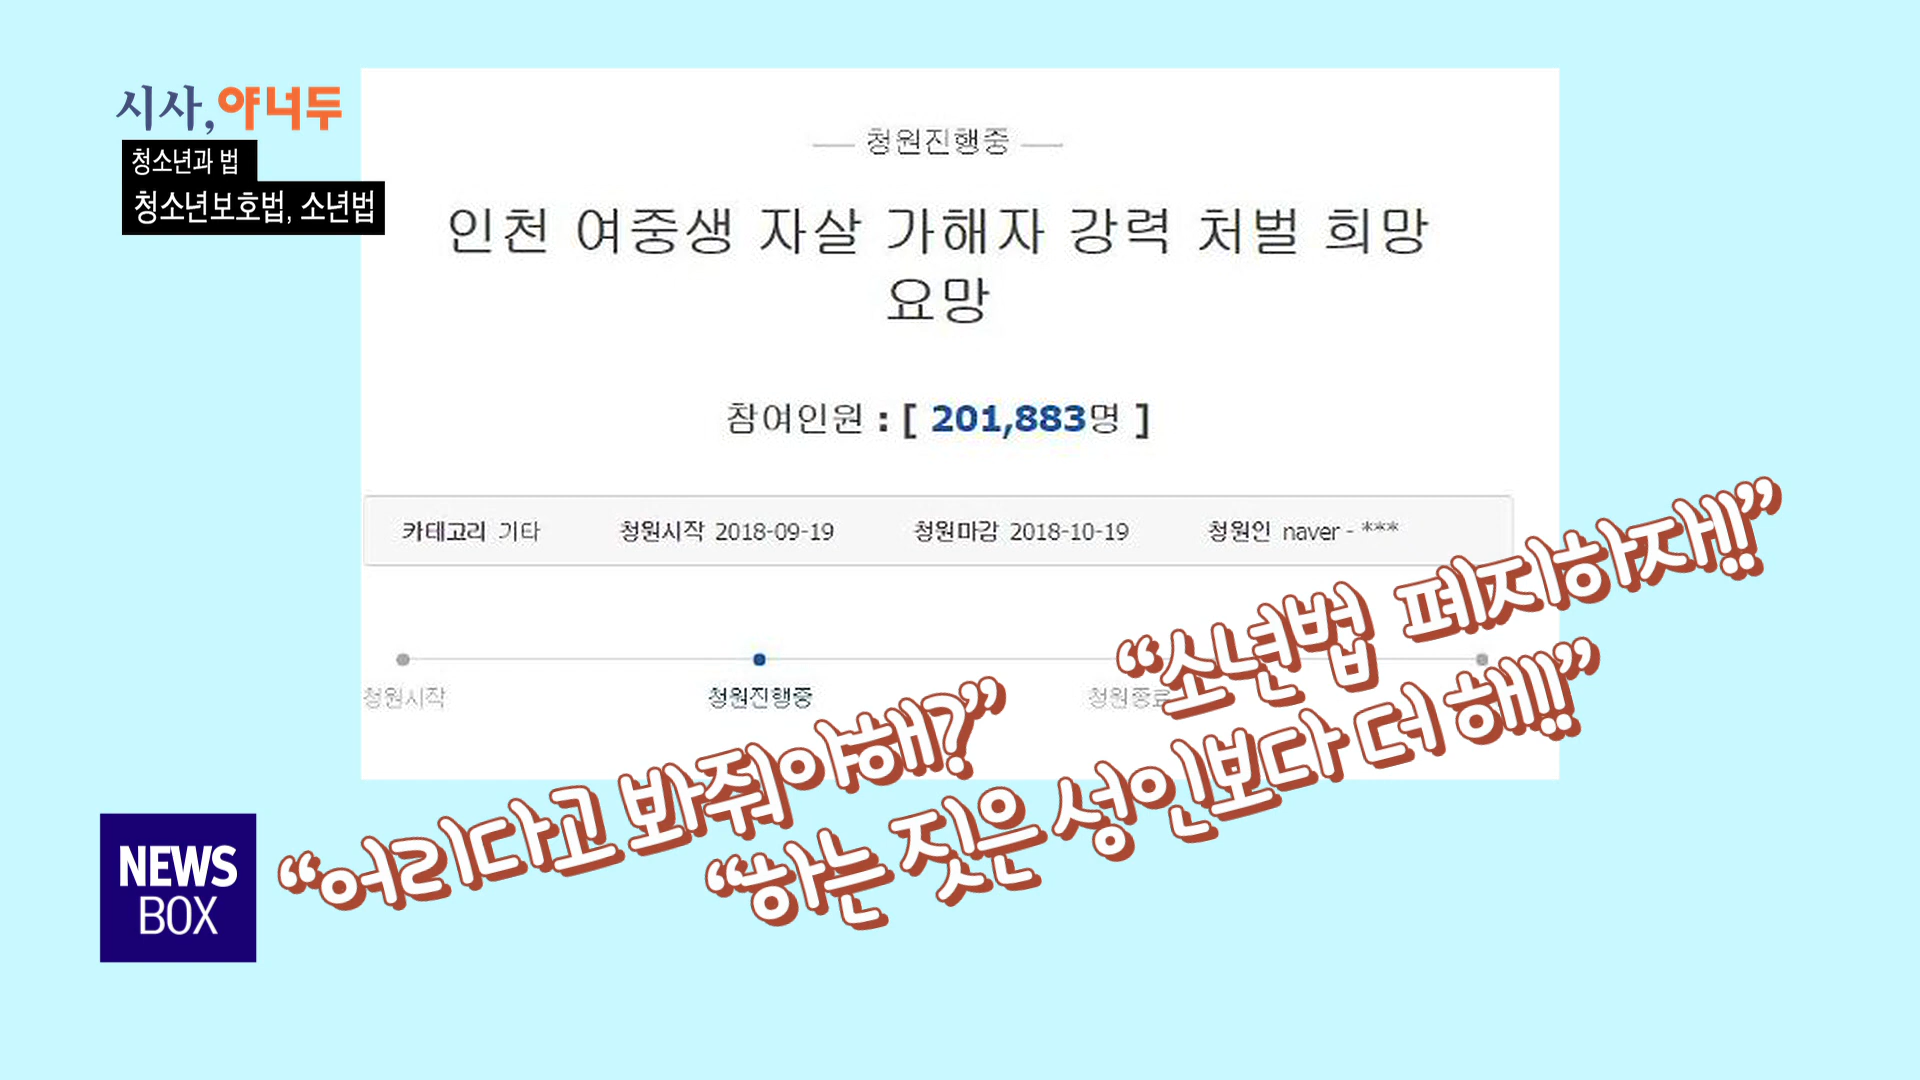 시사,야너두
청소년과 법
청소년보호법, 소년법
청원진행중
인천 여중생 자살 가해자 강력 처벌 희망
요망
참여인원 : [ 201,883명 ]
카테고리 기타 청원시작 2018-09-19 청원마감 2018-10-19 청원인 naver - ***
청원시작 청원진행중 청원종료
“소년법 폐지하자!!”
“어리다고 봐줘야해?”
“하는 짓은 성인보다 더 해!!!”
NEWS
BOX